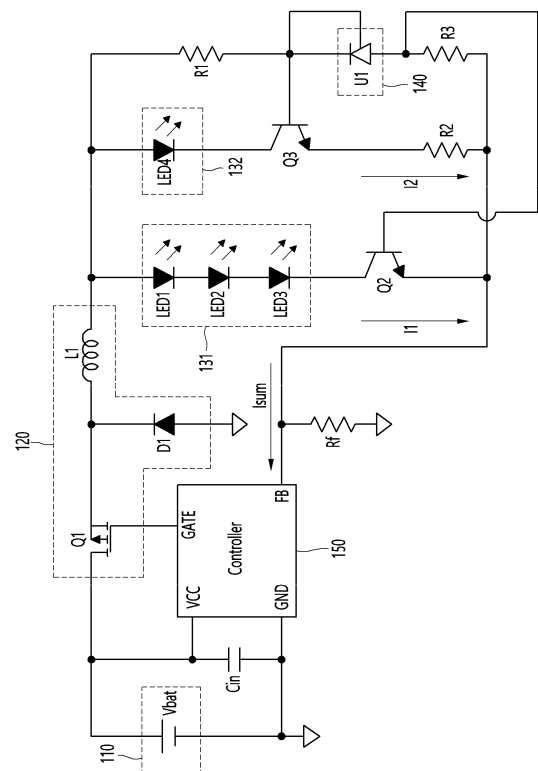 110
Vbat
Cin
VCC
GND
Controller
150
GATE
FB
Q1
120
D1
L1
Isum
Rf
131
LED1
LED2
LED3
I1
Q2
LED4
132
Q3
I2
R2
R1
U1
140
R3